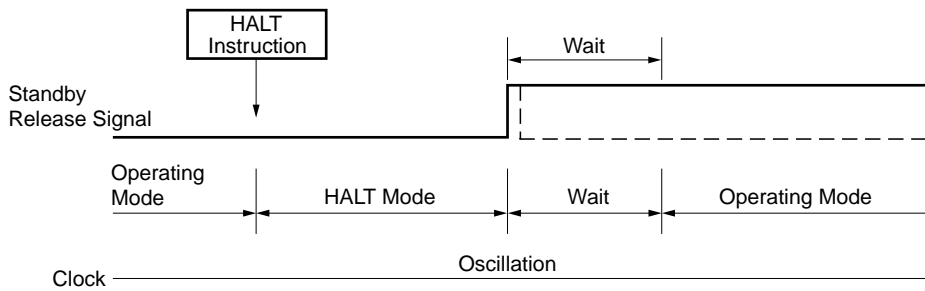 HALT
Instruction
Wait
Standby
Release Signal
Operating
Mode
HALT Mode
Wait
Operating Mode
Oscillation
Clock